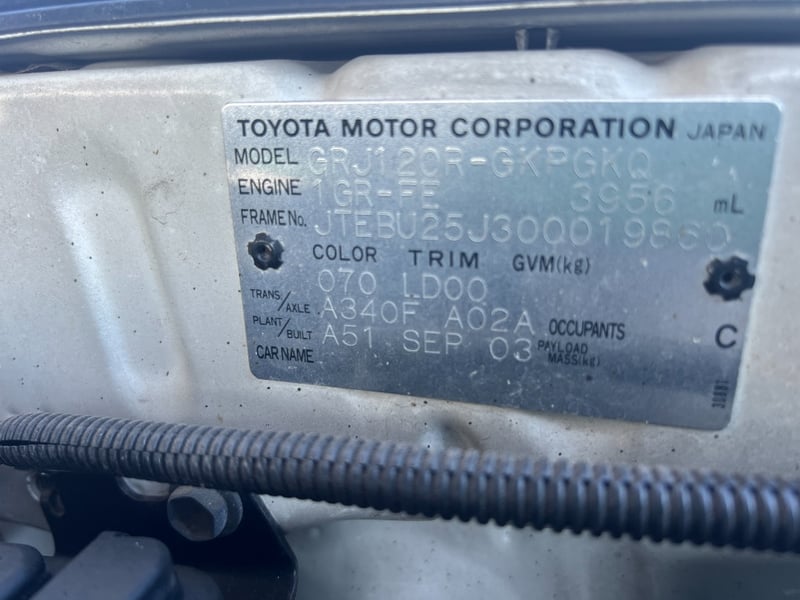 TOYOTA MOTOR CORPORATION JAPAN
MODEL GRJ120R-GKPGKQ
ENGINE 1GR-FE 3956 mL
FRAME No. JTEBU25J300019860
COLOR TRIM GVM(kg)
070 LD00
TRANS/AXLE A340F A02A OCCUPANTS C
PLANT/BUILT A51 SEP 03 PAYLOAD MASS(kg)
CAR NAME